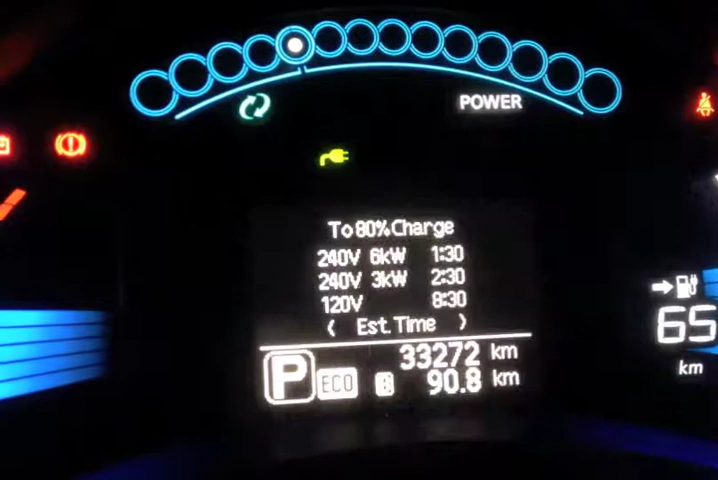 POWER
To 80% Charge
240V 6kW 1:30
240V 3kW 2:30
120V 8:30
Est. Time
33272 km
P ECO B 90.8 km
65
km